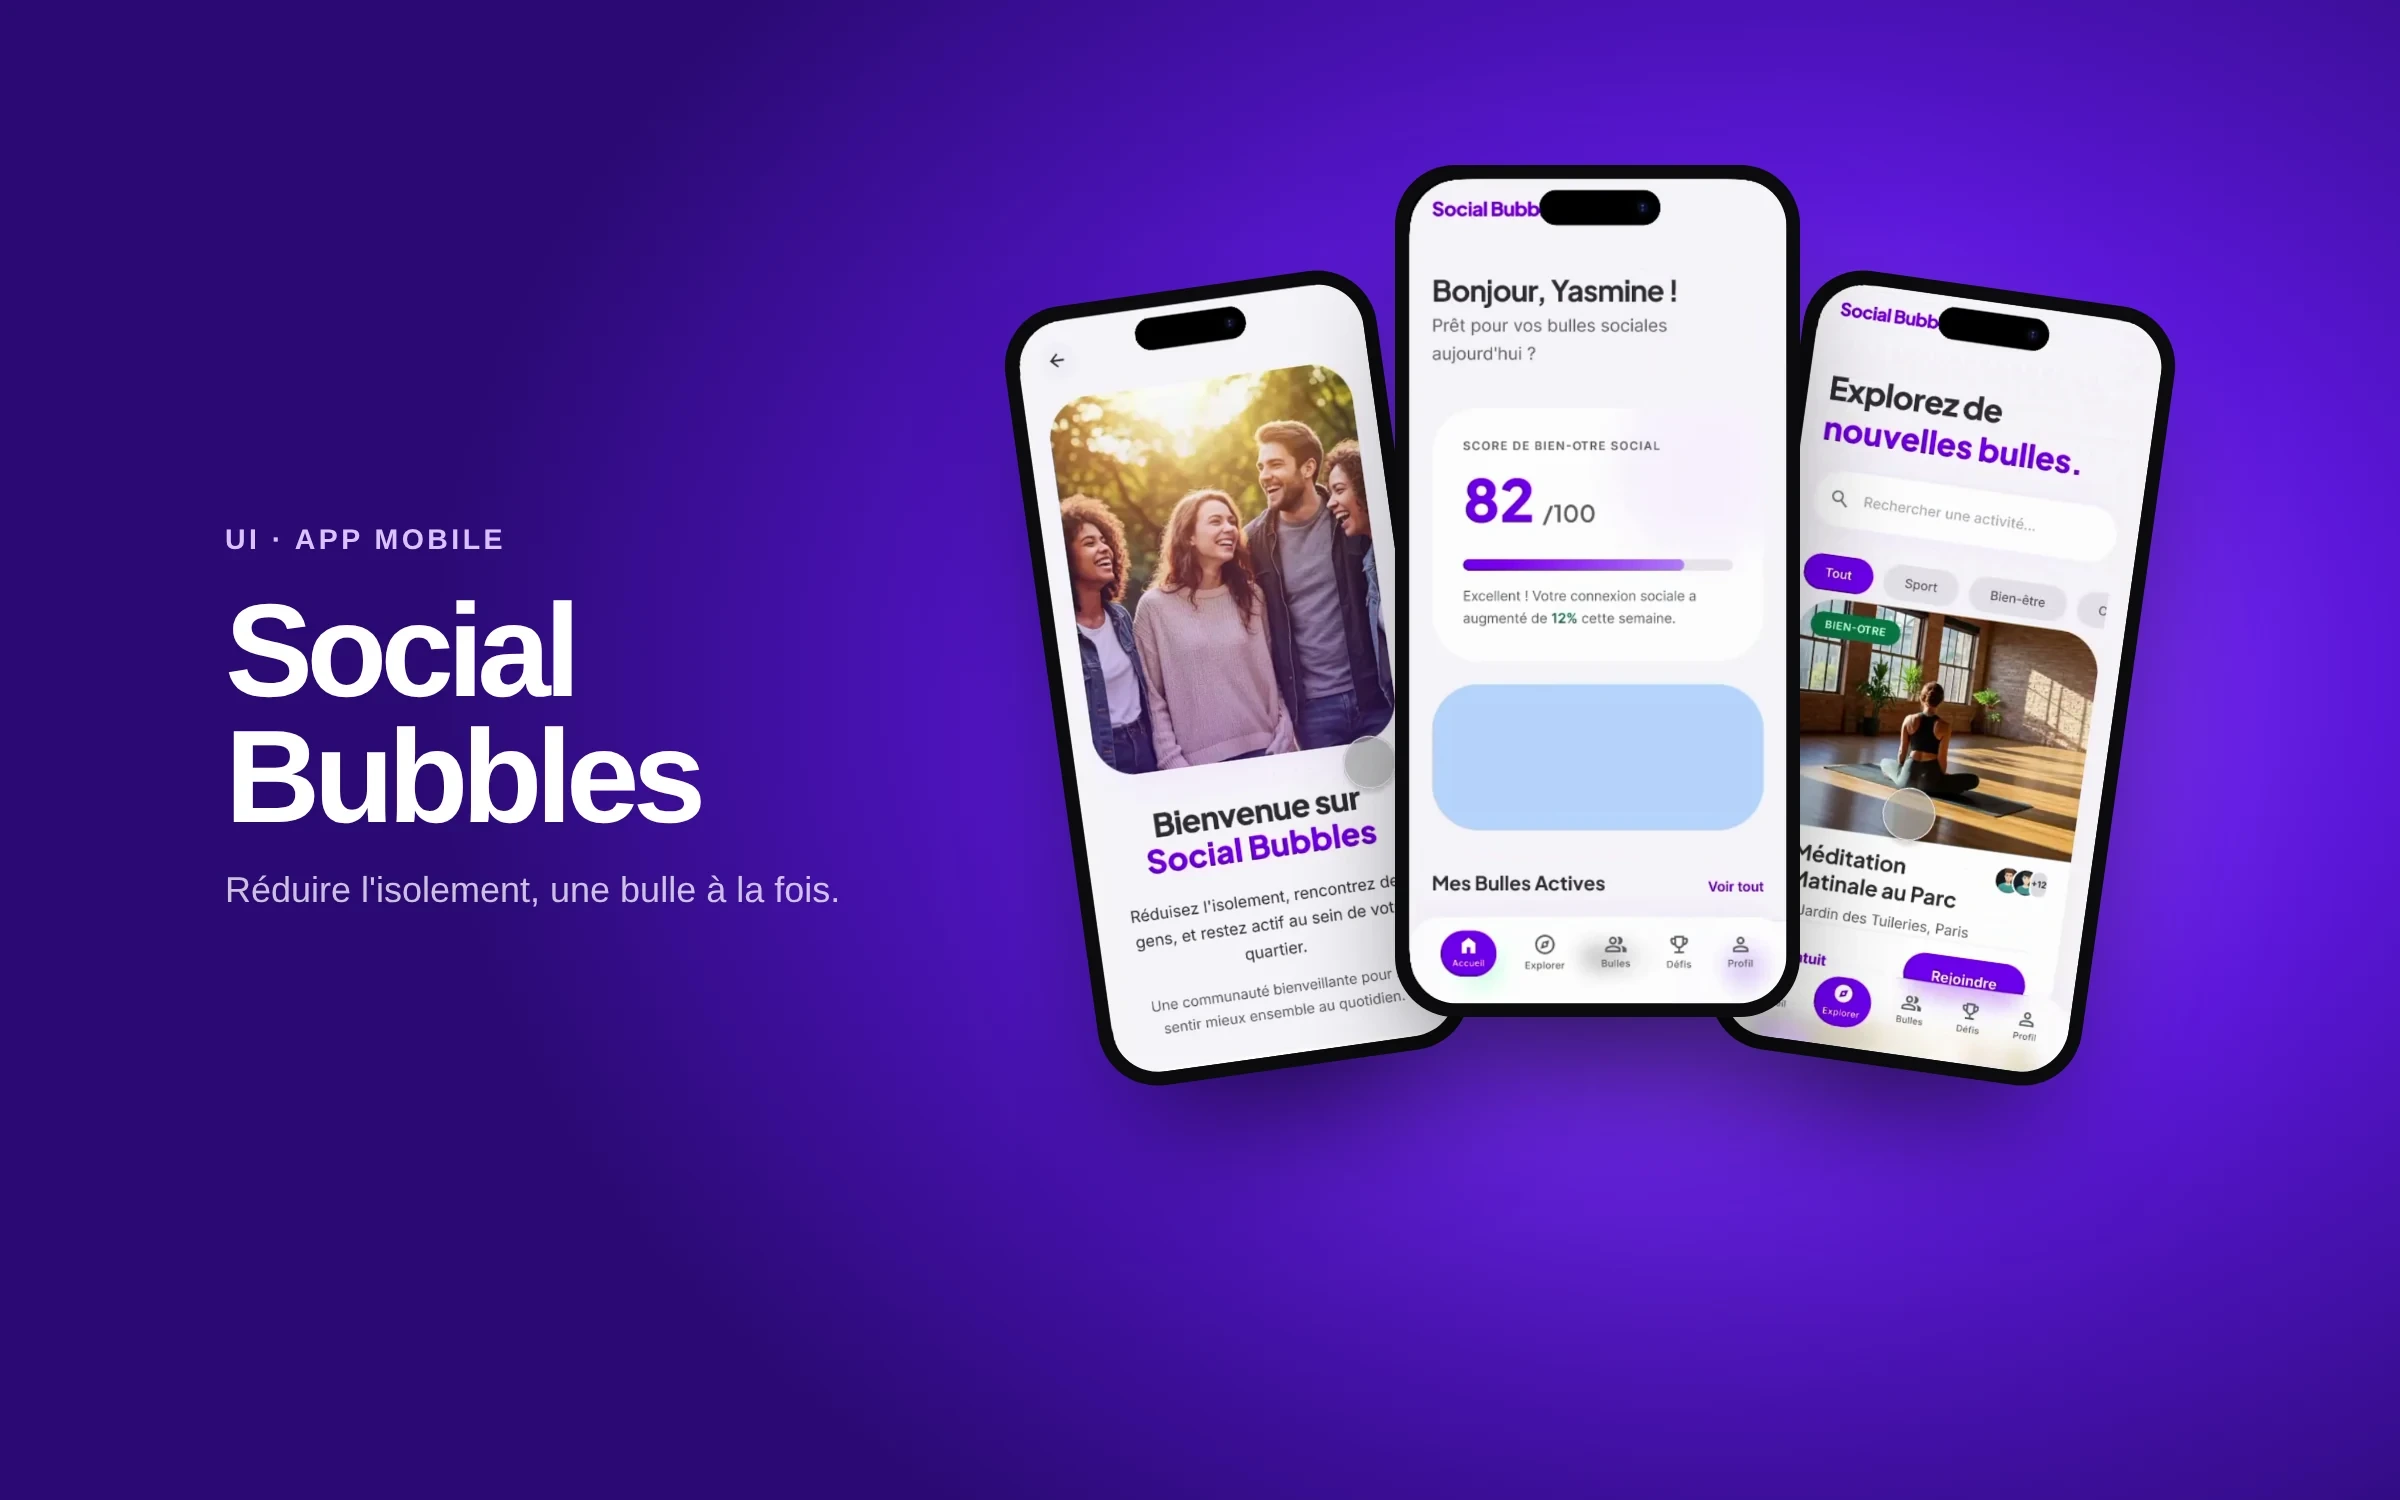 UI · APP MOBILE
Social
Bubbles
Réduire l'isolement, une bulle à la fois.
Bienvenue sur
Social Bubbles
Réduisez l'isolement, rencontrez de
gens, et restez actif au sein de vot
quartier.
Une communauté bienveillante pour
sentir mieux ensemble au quotidien.
Social Bubb
Bonjour, Yasmine !
Prêt pour vos bulles sociales
aujourd'hui ?
SCORE DE BIEN-OTRE SOCIAL
82 /100
Excellent ! Votre connexion sociale a
augmenté de 12% cette semaine.
Mes Bulles Actives Voir tout
Accueil Explorer Bulles Défis Profil
Social Bubb
Explorez de
nouvelles bulles.
Rechercher une activité...
Tout Sport Bien-être C
BIEN-OTRE
Méditation
Matinale au Parc
+12
Jardin des Tuileries, Paris
tuit
Rejoindre
eil Explorer Bulles Défis Profil